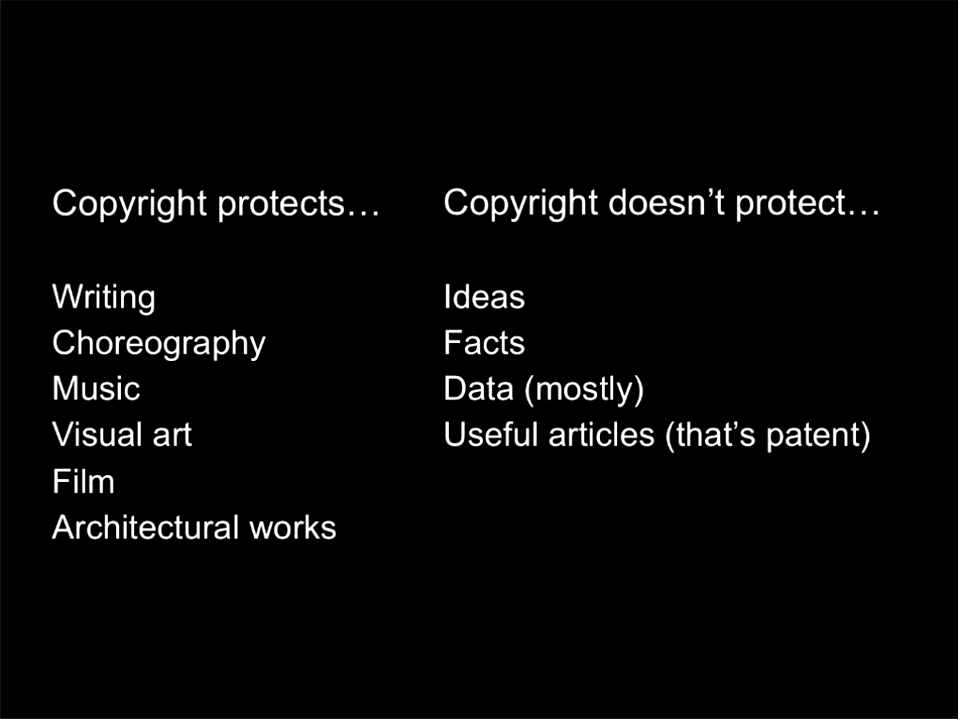 Copyright protects…
Writing
Choreography
Music
Visual art
Film
Architectural works
Copyright doesn’t protect…
Ideas
Facts
Data (mostly)
Useful articles (that’s patent)